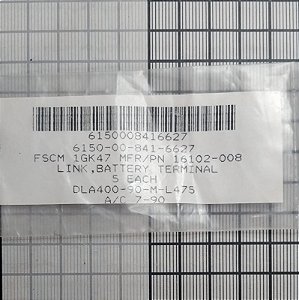 6150008416627
6150-00-841-6627
FSCM 1GK47 MFR/PN 16102-008
LINK,BATTERY TERMINAL
5 EACH
DLA400-90-M-L475
A/C 7-90